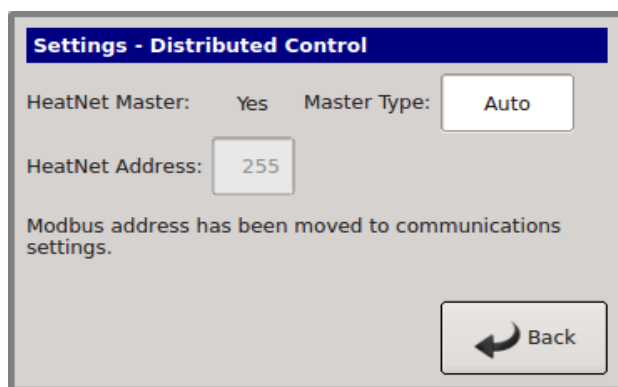 Settings - Distributed Control
HeatNet Master: Yes Master Type: Auto
HeatNet Address: 255
Modbus address has been moved to communications
settings.
Back